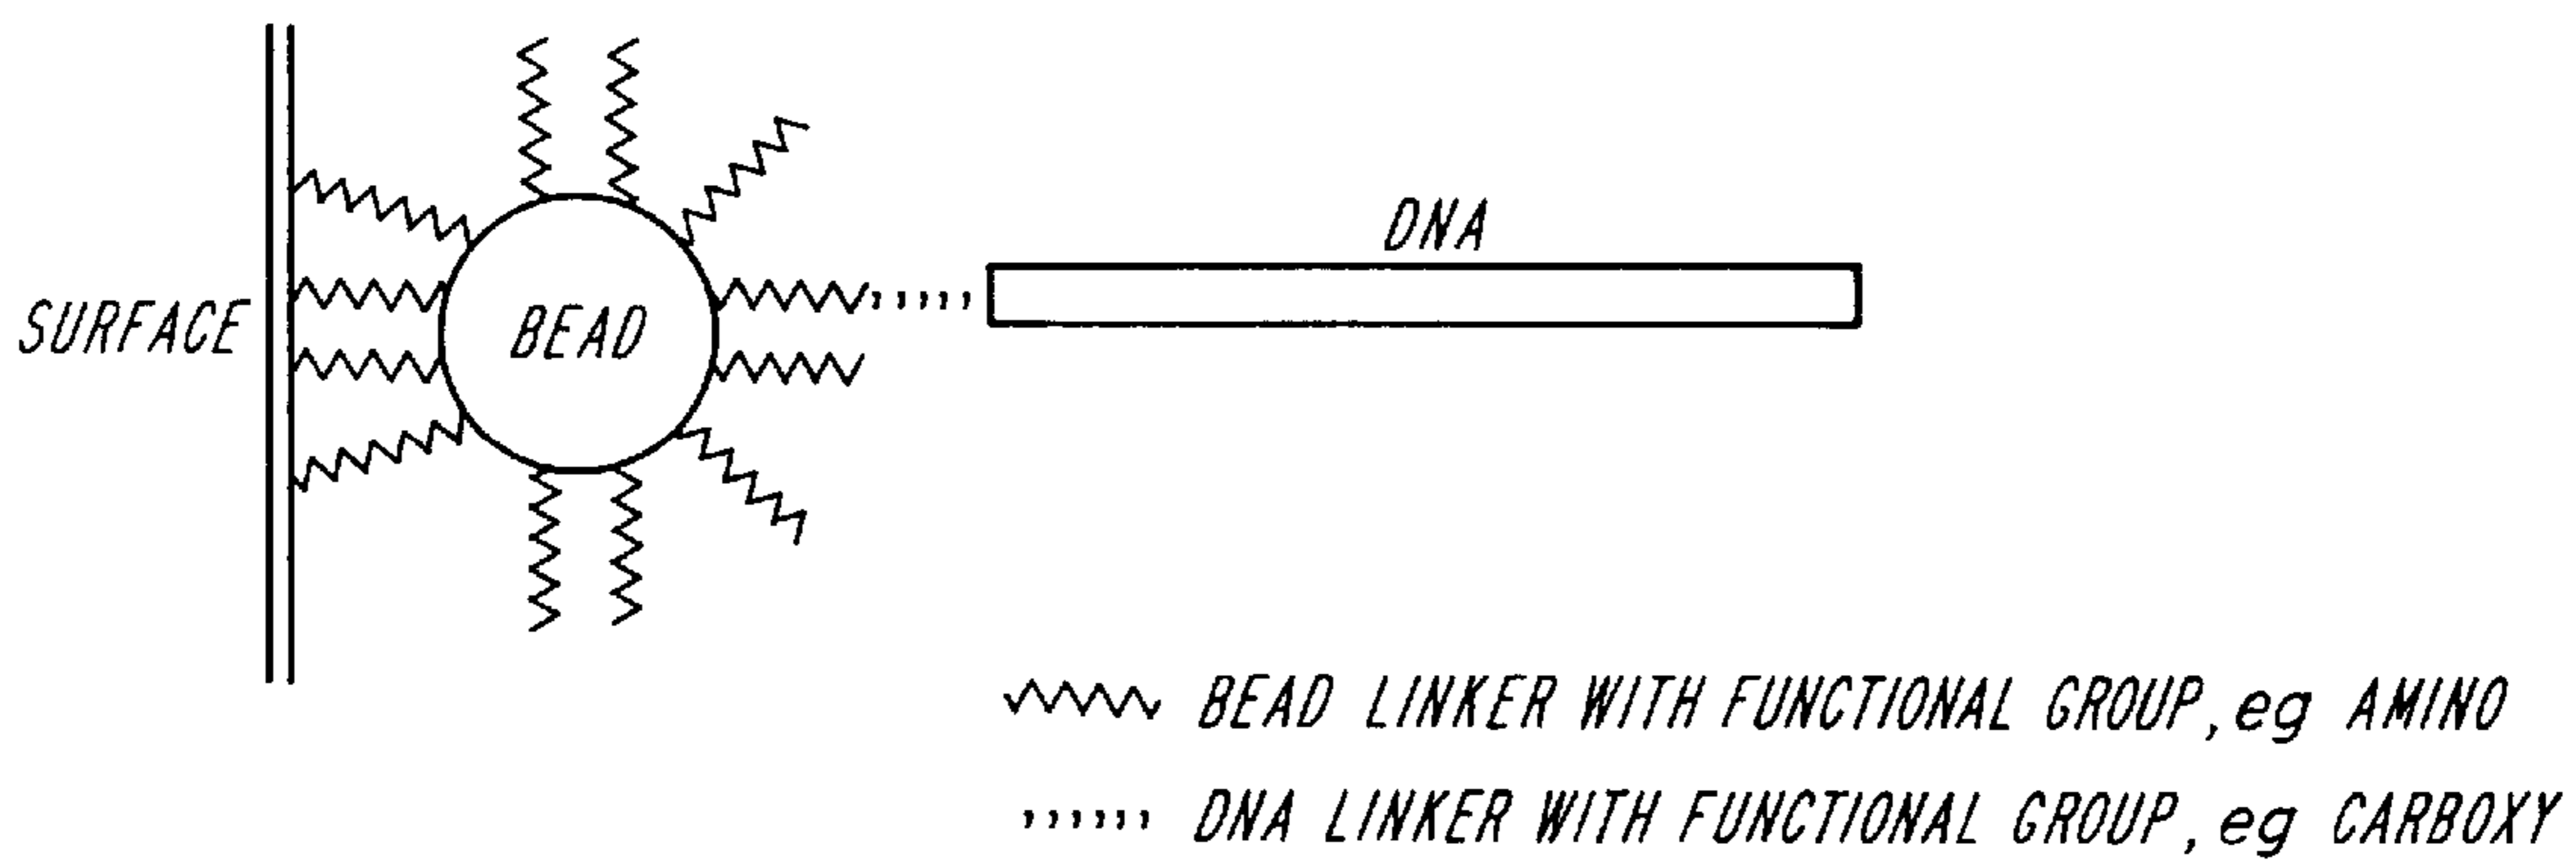 DNA
SURFACE
BEAD
BEAD LINKER WITH FUNCTIONAL GROUP, eg AMINO
DNA LINKER WITH FUNCTIONAL GROUP, eg CARBOXY